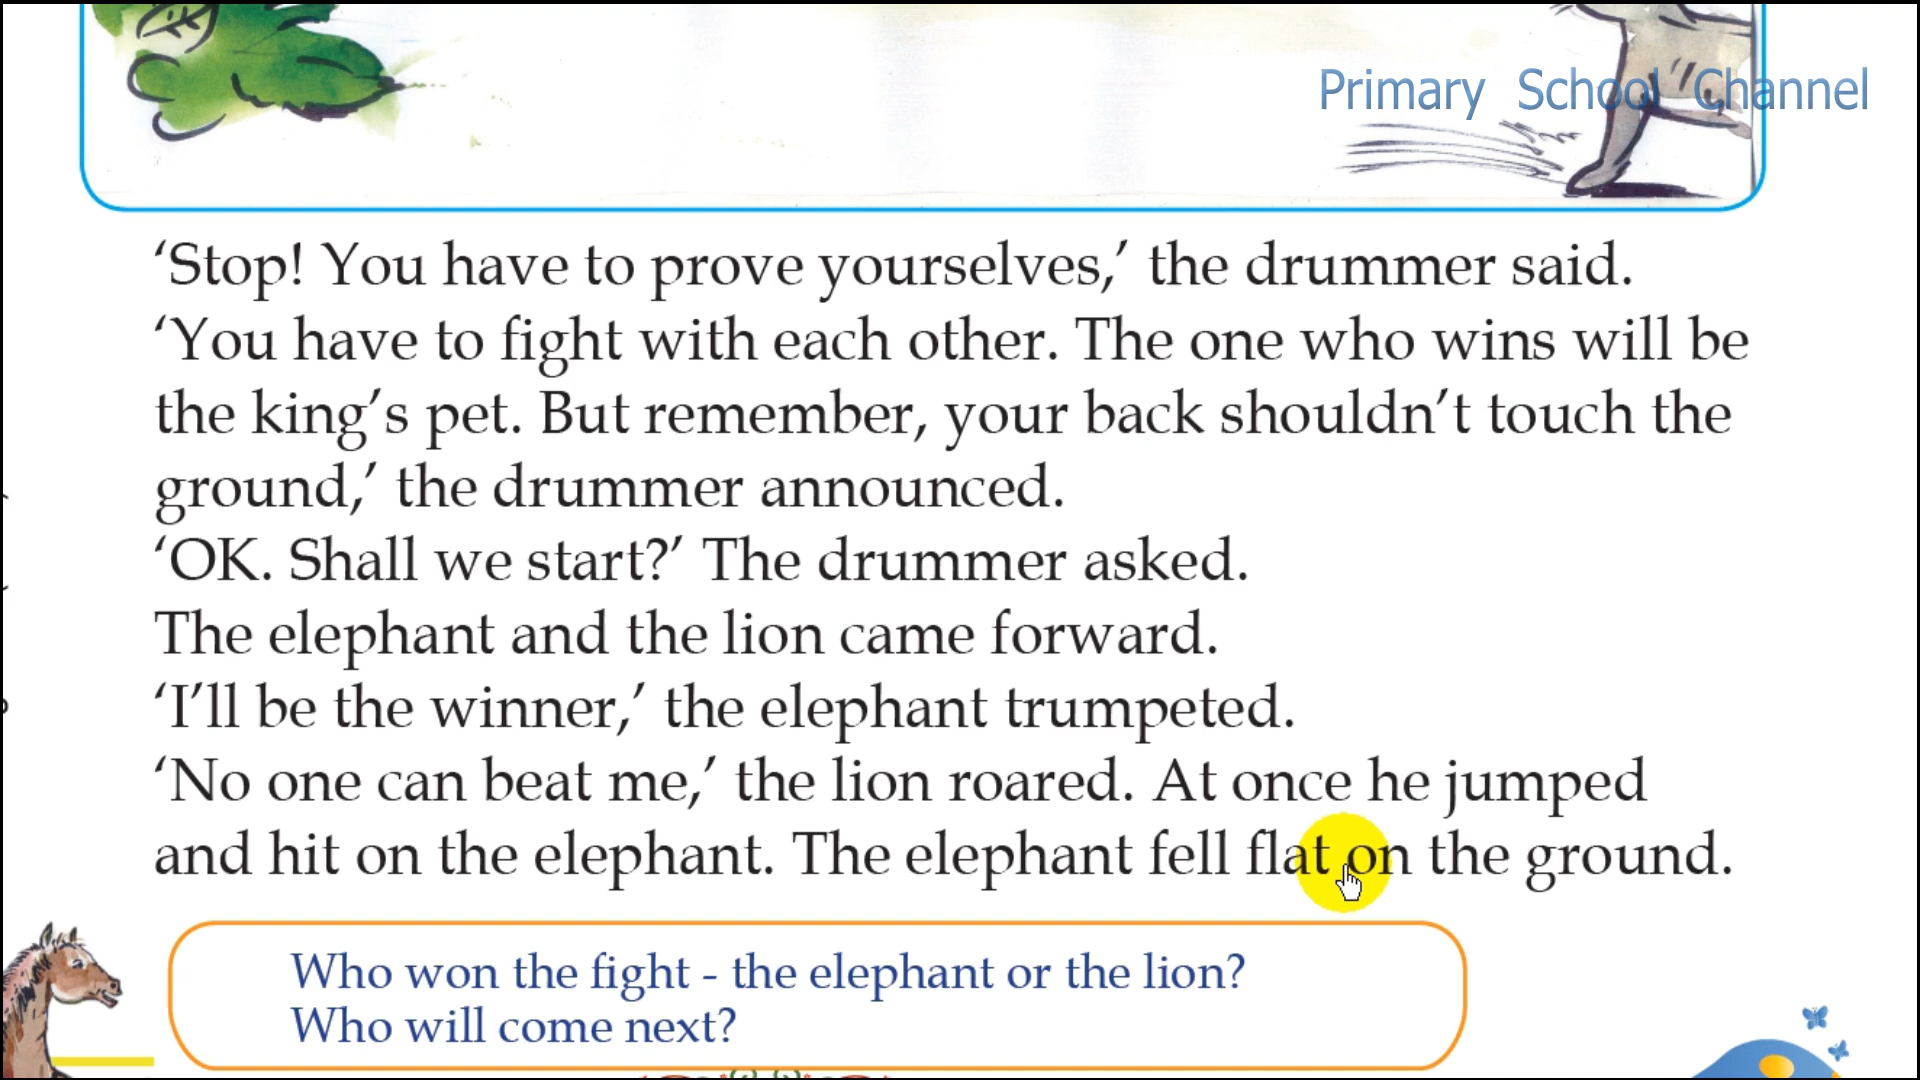 Primary School Channel
‘Stop! You have to prove yourselves,’ the drummer said.
‘You have to fight with each other. The one who wins will be
the king’s pet. But remember, your back shouldn’t touch the
ground,’ the drummer announced.
‘OK. Shall we start?’ The drummer asked.
The elephant and the lion came forward.
‘I’ll be the winner,’ the elephant trumpeted.
‘No one can beat me,’ the lion roared. At once he jumped
and hit on the elephant. The elephant fell flat on the ground.
Who won the fight - the elephant or the lion?
Who will come next?